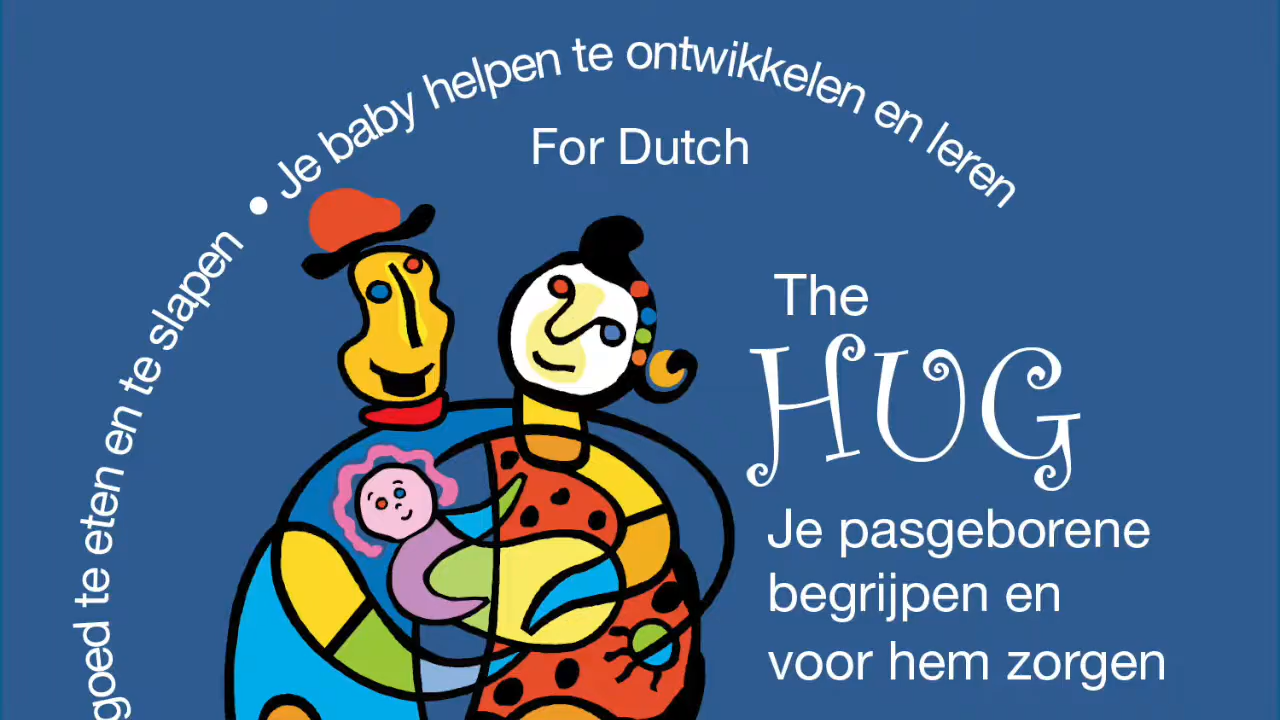 goed te eten en te slapen • Je baby helpen te ontwikkelen en leren
For Dutch
The
HUG
Je pasgeborene
begrijpen en
voor hem zorgen